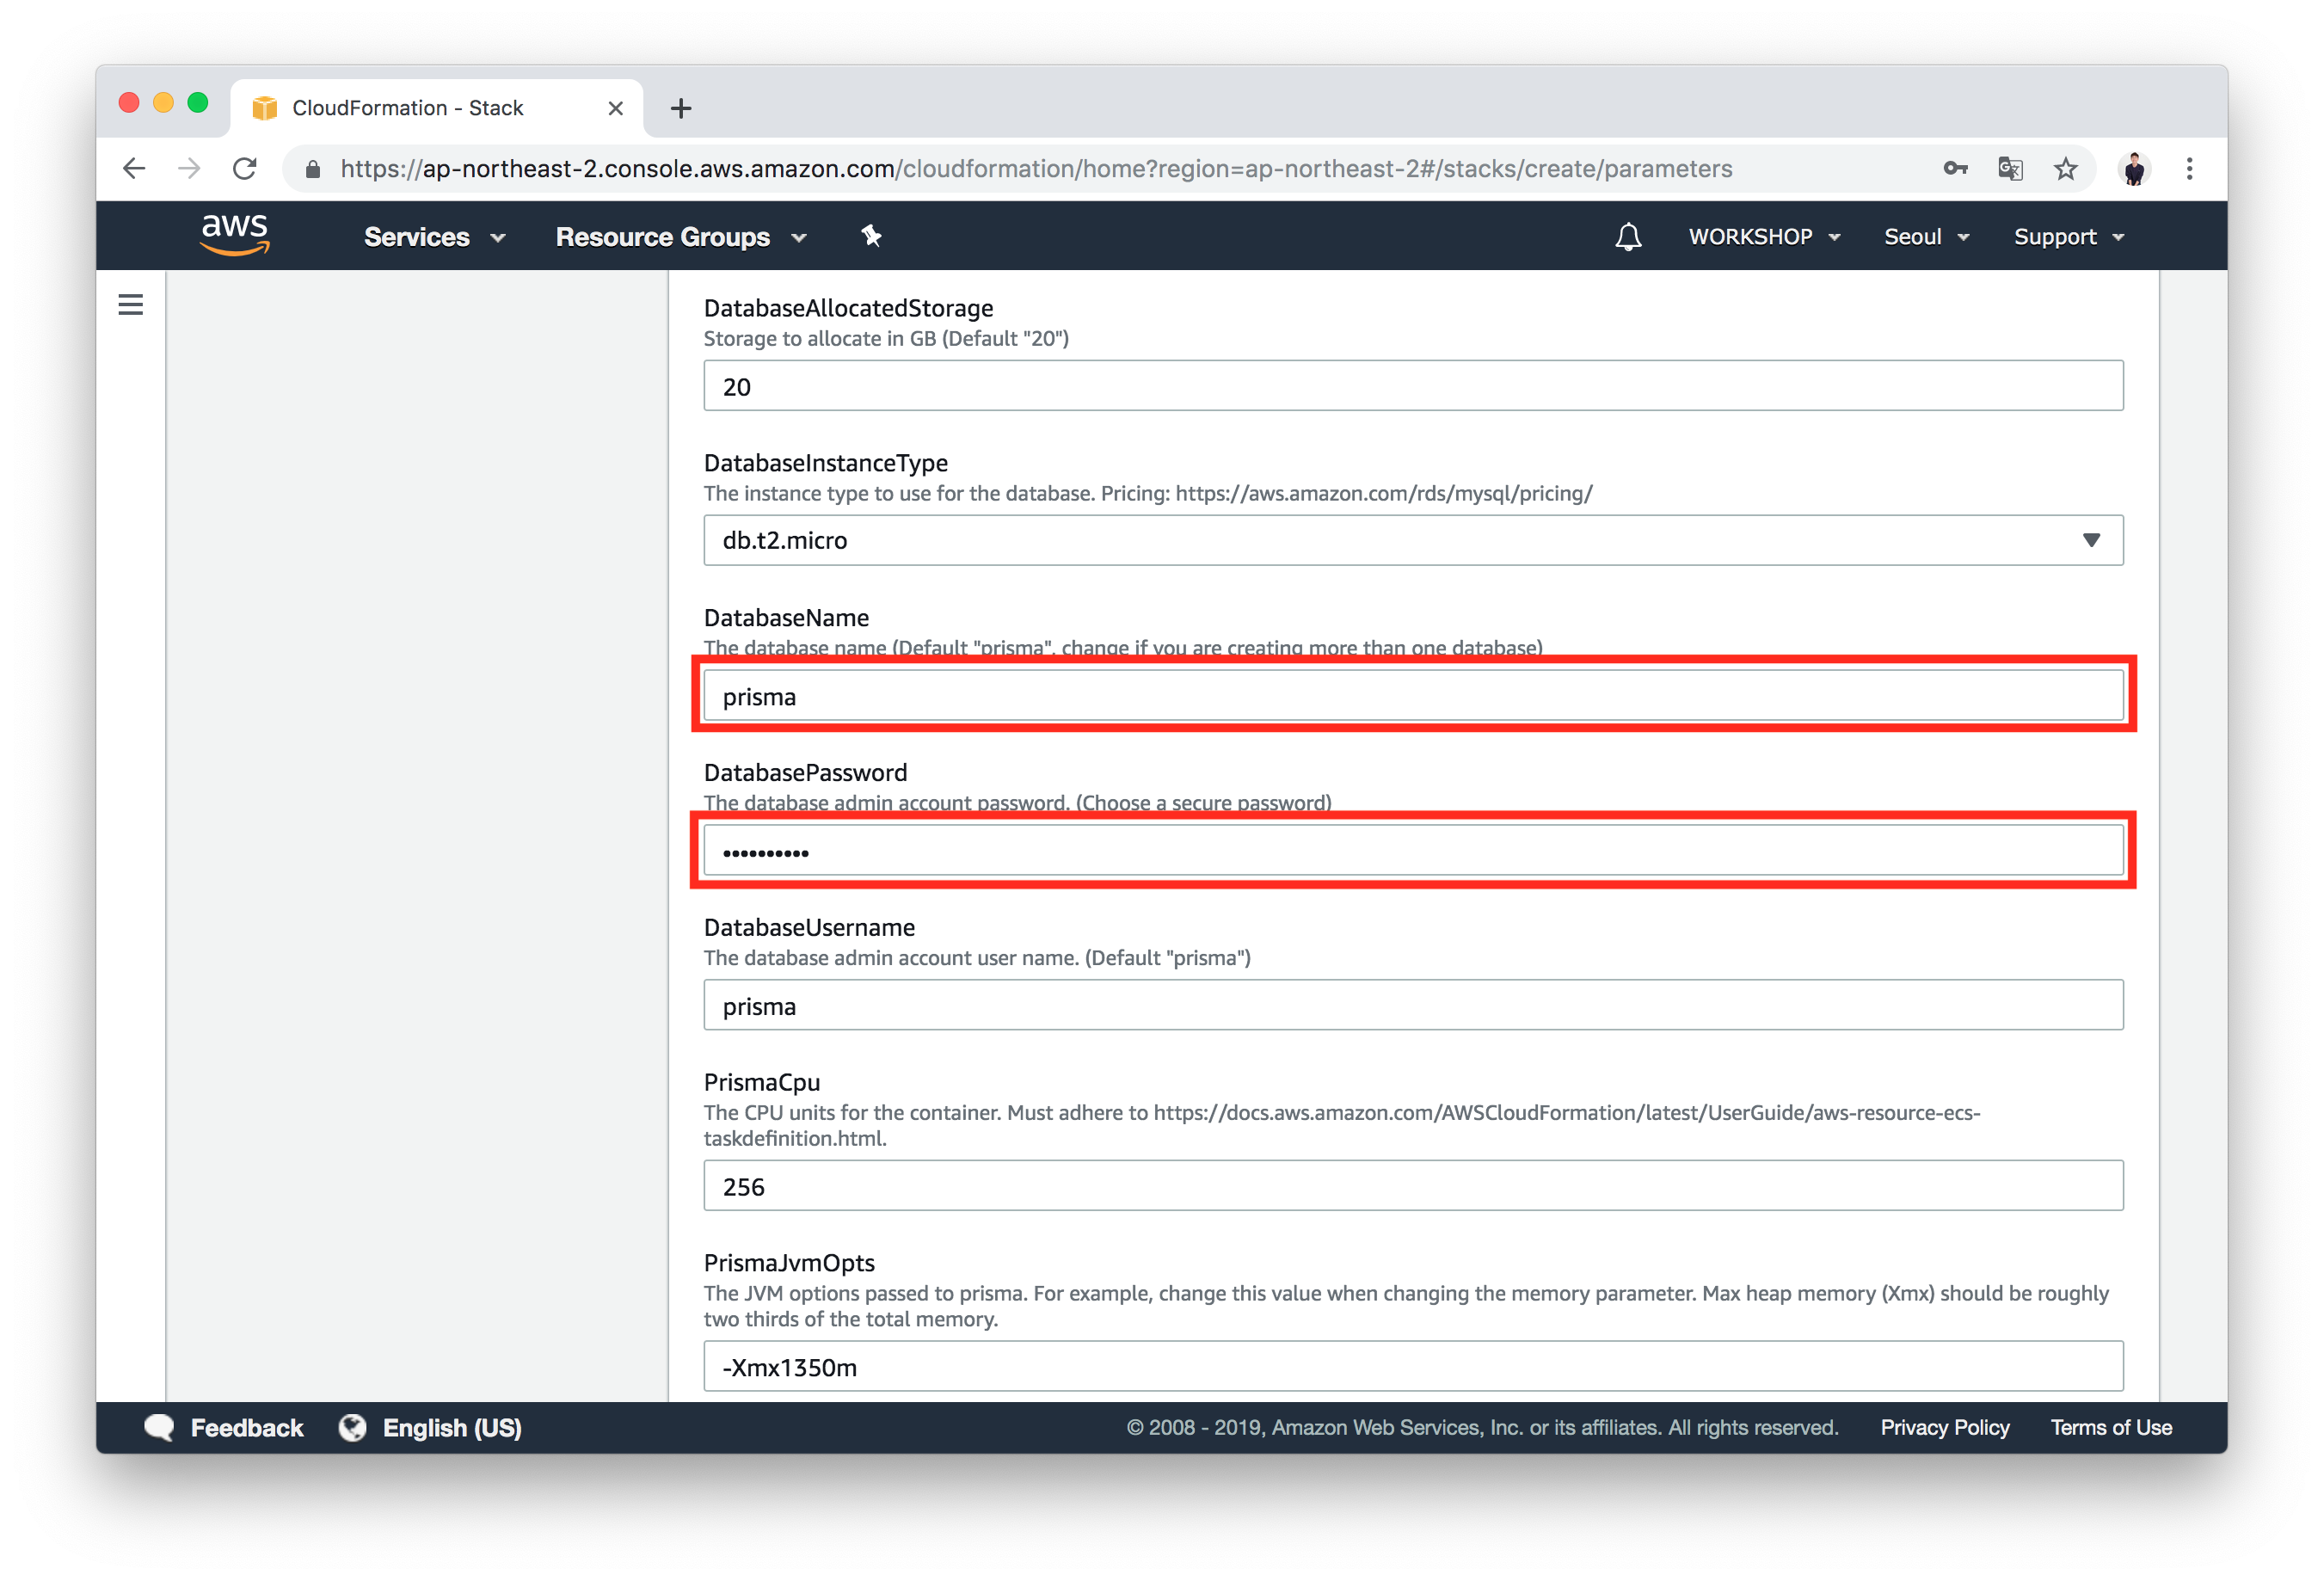 CloudFormation - Stack
https://ap-northeast-2.console.aws.amazon.com/cloudformation/home?region=ap-northeast-2#/stacks/create/parameters
aws Services Resource Groups WORKSHOP Seoul Support
DatabaseAllocatedStorage
Storage to allocate in GB (Default "20")
20
DatabaseInstanceType
The instance type to use for the database. Pricing: https://aws.amazon.com/rds/mysql/pricing/
db.t2.micro
DatabaseName
The database name (Default "prisma", change if you are creating more than one database)
prisma
DatabasePassword
The database admin account password. (Choose a secure password)
••••••••••
DatabaseUsername
The database admin account user name. (Default "prisma")
prisma
PrismaCpu
The CPU units for the container. Must adhere to https://docs.aws.amazon.com/AWSCloudFormation/latest/UserGuide/aws-resource-ecs-
taskdefinition.html.
256
PrismaJvmOpts
The JVM options passed to prisma. For example, change this value when changing the memory parameter. Max heap memory (Xmx) should be roughly
two thirds of the total memory.
-Xmx1350m
Feedback English (US) © 2008 - 2019, Amazon Web Services, Inc. or its affiliates. All rights reserved. Privacy Policy Terms of Use